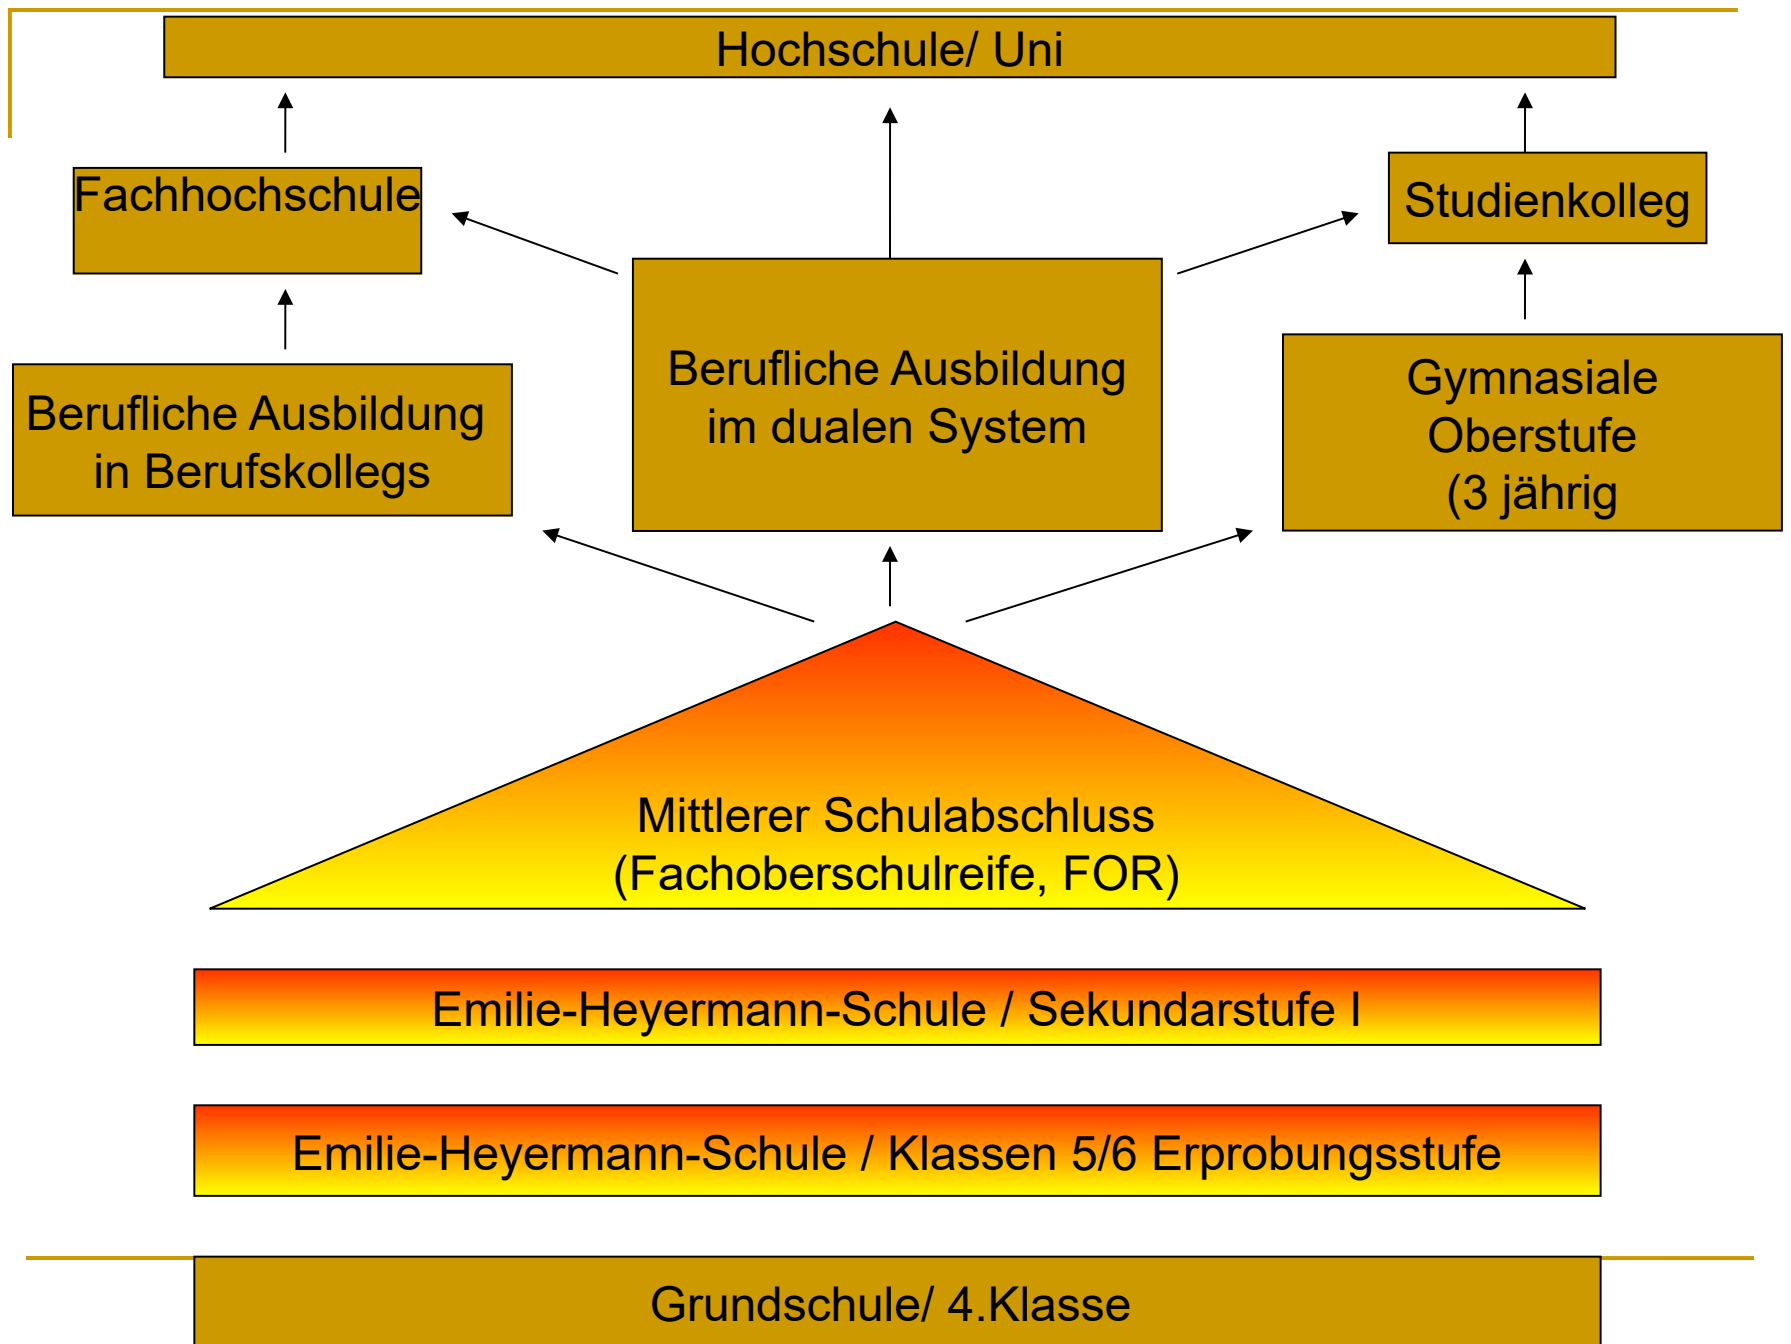 Hochschule/ Uni
Fachhochschule
Studienkolleg
Berufliche Ausbildung
in Berufskollegs
Berufliche Ausbildung
im dualen System
Gymnasiale
Oberstufe
(3 jährig
Mittlerer Schulabschluss
(Fachoberschulreife, FOR)
Emilie-Heyermann-Schule / Sekundarstufe I
Emilie-Heyermann-Schule / Klassen 5/6 Erprobungsstufe
Grundschule/ 4.Klasse